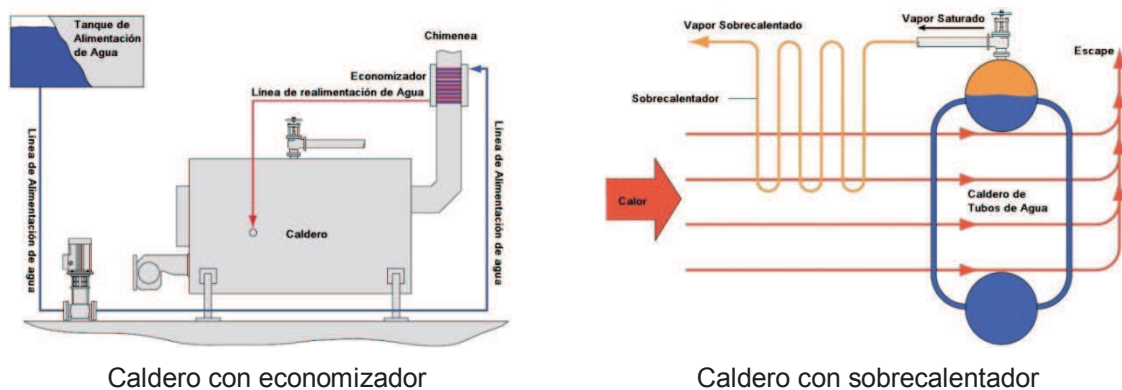 Tanque de
Alimentación
de Agua
Chimenea
Economizador
Línea de realimentación de Agua
Línea de Alimentación de agua
Línea de Alimentación de agua
Caldero
Caldero con economizador
Vapor Sobrecalentado
Vapor Saturado
Escape
Sobrecalentador
Calor
Caldero de
Tubos de Agua
Caldero con sobrecalentador